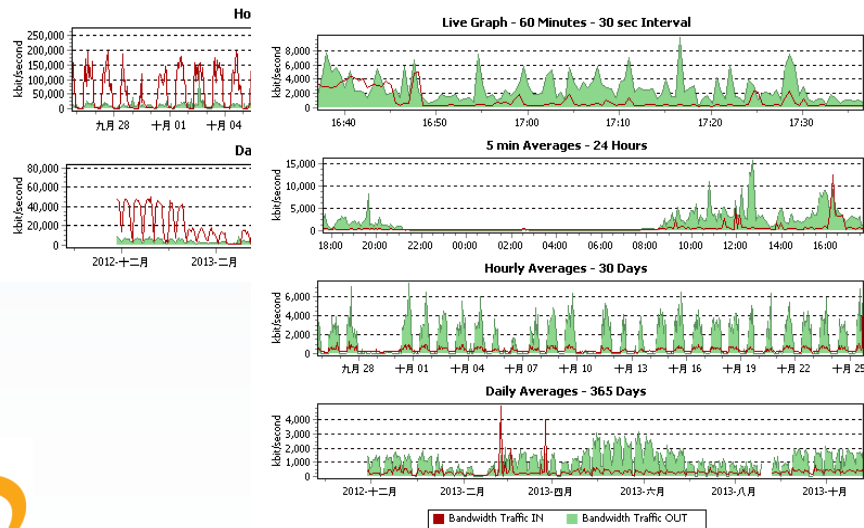 Ho
kbit/second
250,000
200,000
150,000
100,000
50,000
0
九月 28 十月 01 十月 04
Da
kbit/second
80,000
60,000
40,000
20,000
0
2012-十二月 2013-二月
Live Graph - 60 Minutes - 30 sec Interval
kbit/second
8,000
6,000
4,000
2,000
0
16:40 16:50 17:00 17:10 17:20 17:30
5 min Averages - 24 Hours
kbit/second
15,000
10,000
5,000
0
18:00 20:00 22:00 00:00 02:00 04:00 06:00 08:00 10:00 12:00 14:00 16:00
Hourly Averages - 30 Days
kbit/second
6,000
4,000
2,000
0
九月 28 十月 01 十月 04 十月 07 十月 10 十月 13 十月 16 十月 19 十月 22 十月 25
Daily Averages - 365 Days
kbit/second
4,000
3,000
2,000
1,000
0
2012-十二月 2013-二月 2013-四月 2013-六月 2013-八月 2013-十月
Bandwidth Traffic IN Bandwidth Traffic OUT